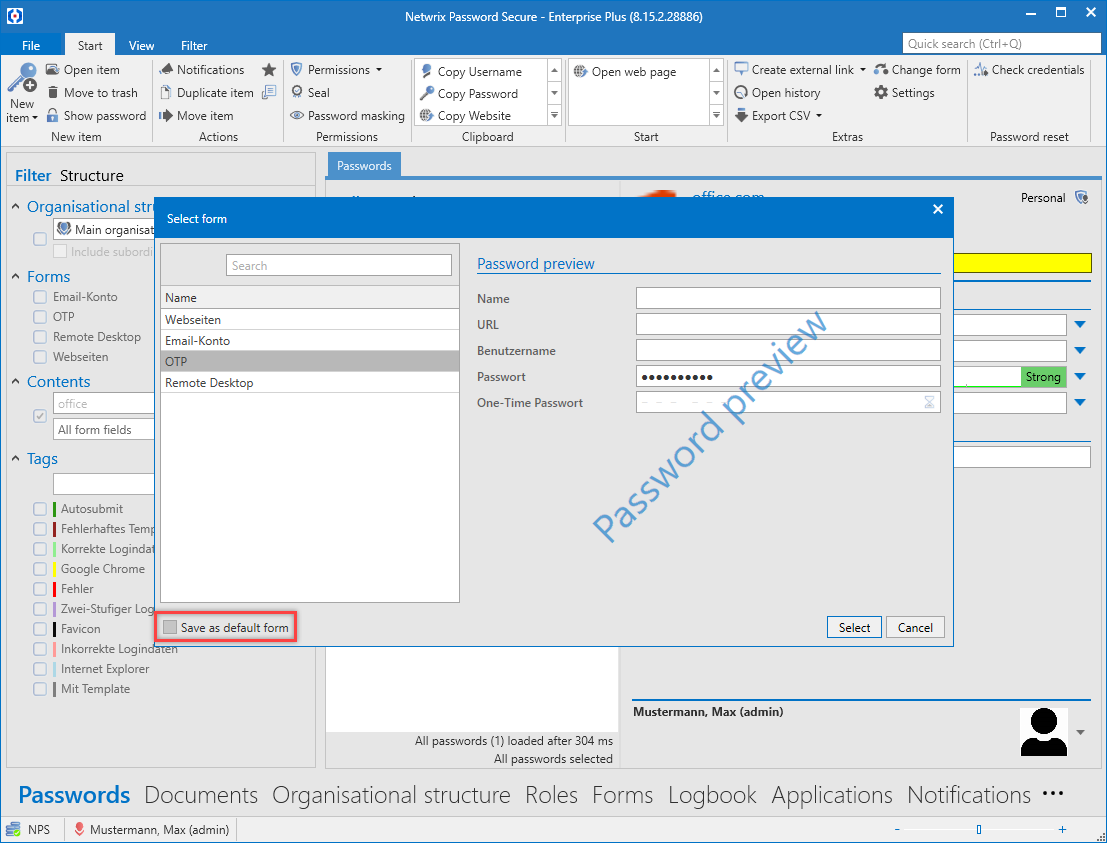 Netwrix Password Secure - Enterprise Plus (8.15.2.28886)
File Start View Filter
Quick search (Ctrl+Q)
New item
Open item
Move to trash
Show password
New item
Notifications
Duplicate item
Move item
Actions
Permissions
Seal
Password masking
Permissions
Copy Username
Copy Password
Copy Website
Clipboard
Open web page
Start
Create external link
Open history
Export CSV
Change form
Settings
Extras
Check credentials
Password reset
Filter Structure
Organisational str
Main organisat
Include subordi
Forms
Email-Konto
OTP
Remote Desktop
Webseiten
Contents
office
All form fields
Tags
Autosubmit
Fehlerhaftes Temp
Korrekte Logindat
Google Chrome
Fehler
Zwei-Stufiger Log
Favicon
Inkorrekte Logindaten
Internet Explorer
Mit Template
Passwords
office.com
Personal
Strong
Select form
Search
Name
Webseiten
Email-Konto
OTP
Remote Desktop
Password preview
Name
URL
Benutzername
Passwort
One-Time Passwort
Password preview
Save as default form
Select
Cancel
All passwords (1) loaded after 304 ms
All passwords selected
Mustermann, Max (admin)
Passwords Documents Organisational structure Roles Forms Logbook Applications Notifications
NPS Mustermann, Max (admin)